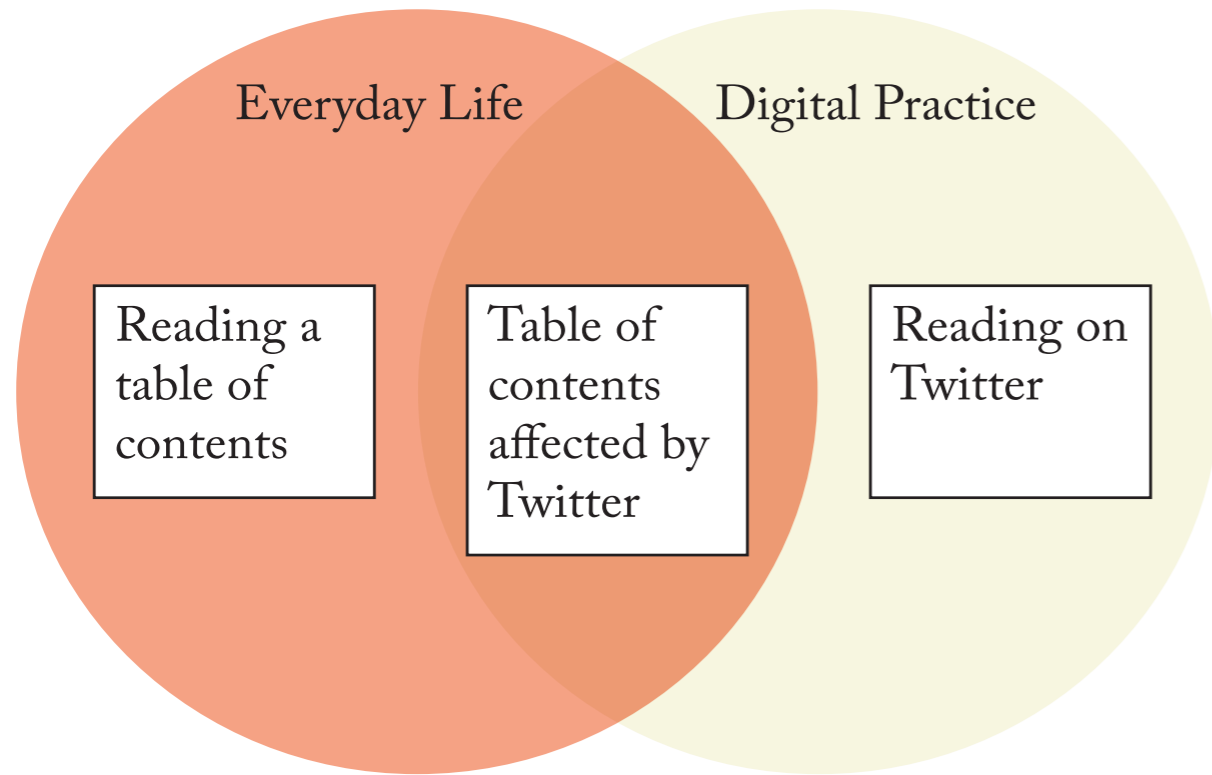 Everyday Life
Digital Practice
Reading a
table of
contents
Table of
contents
affected by
Twitter
Reading on
Twitter